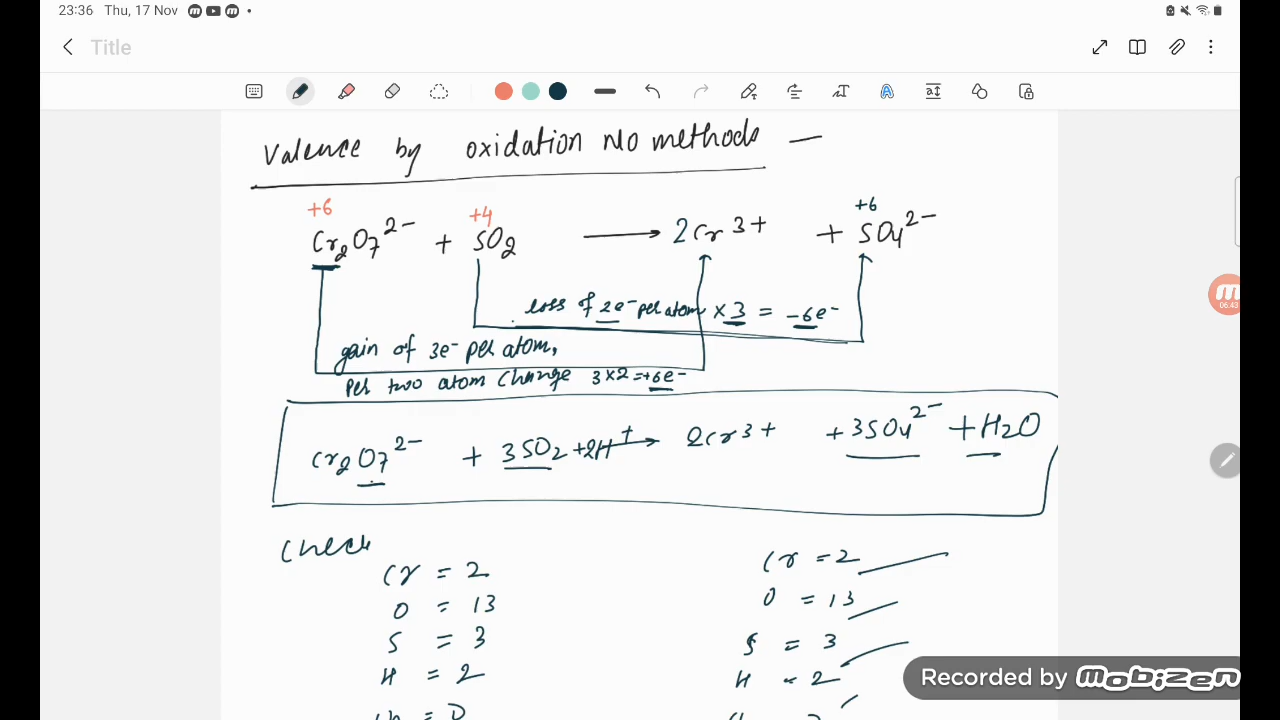 23:36 Thu, 17 Nov
Title
Valence by oxidation No methods —
+6 +4 +6
Cr2O7 2- + SO2 → 2Cr 3+ + SO4 2-
loss of 2e- per atom × 3 = -6e-
gain of 3e- per atom,
Per two atom change 3×2=+6e-
Cr2O7 2- + 3SO2 +2H+ → 2Cr 3+ + 3SO4 2- + H2O
Check
Cr = 2 Cr = 2
O = 13 O = 13
S = 3 S = 3
H = 2 H = 2
06:43
Recorded by mobizen